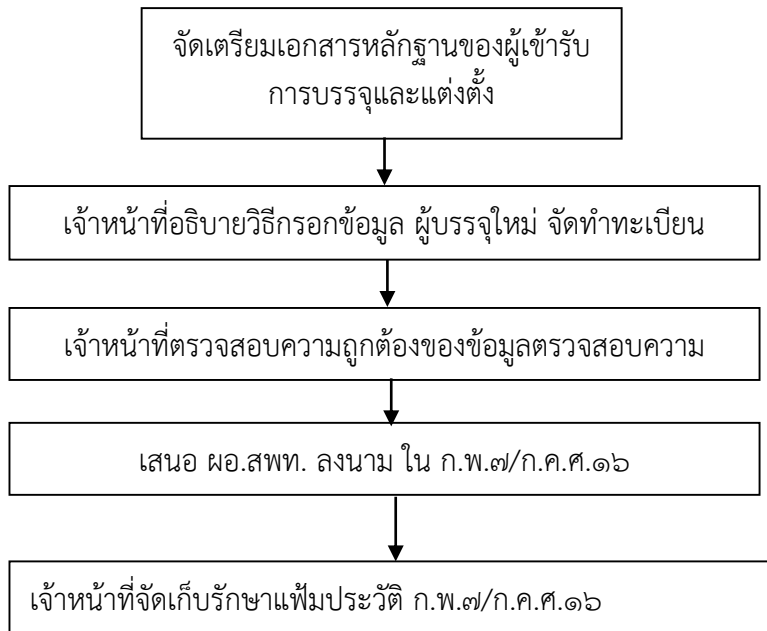 จัดเตรียมเอกสารหลักฐานของผู้เข้ารับ
การบรรจุและแต่งตั้ง
เจ้าหน้าที่อธิบายวิธีกรอกข้อมูล ผู้บรรจุใหม่ จัดทำทะเบียน
เจ้าหน้าที่ตรวจสอบความถูกต้องของข้อมูลตรวจสอบความ
เสนอ ผอ.สพท. ลงนาม ใน ก.พ.๗/ก.ค.ศ.๑๖
เจ้าหน้าที่จัดเก็บรักษาแฟ้มประวัติ ก.พ.๗/ก.ค.ศ.๑๖